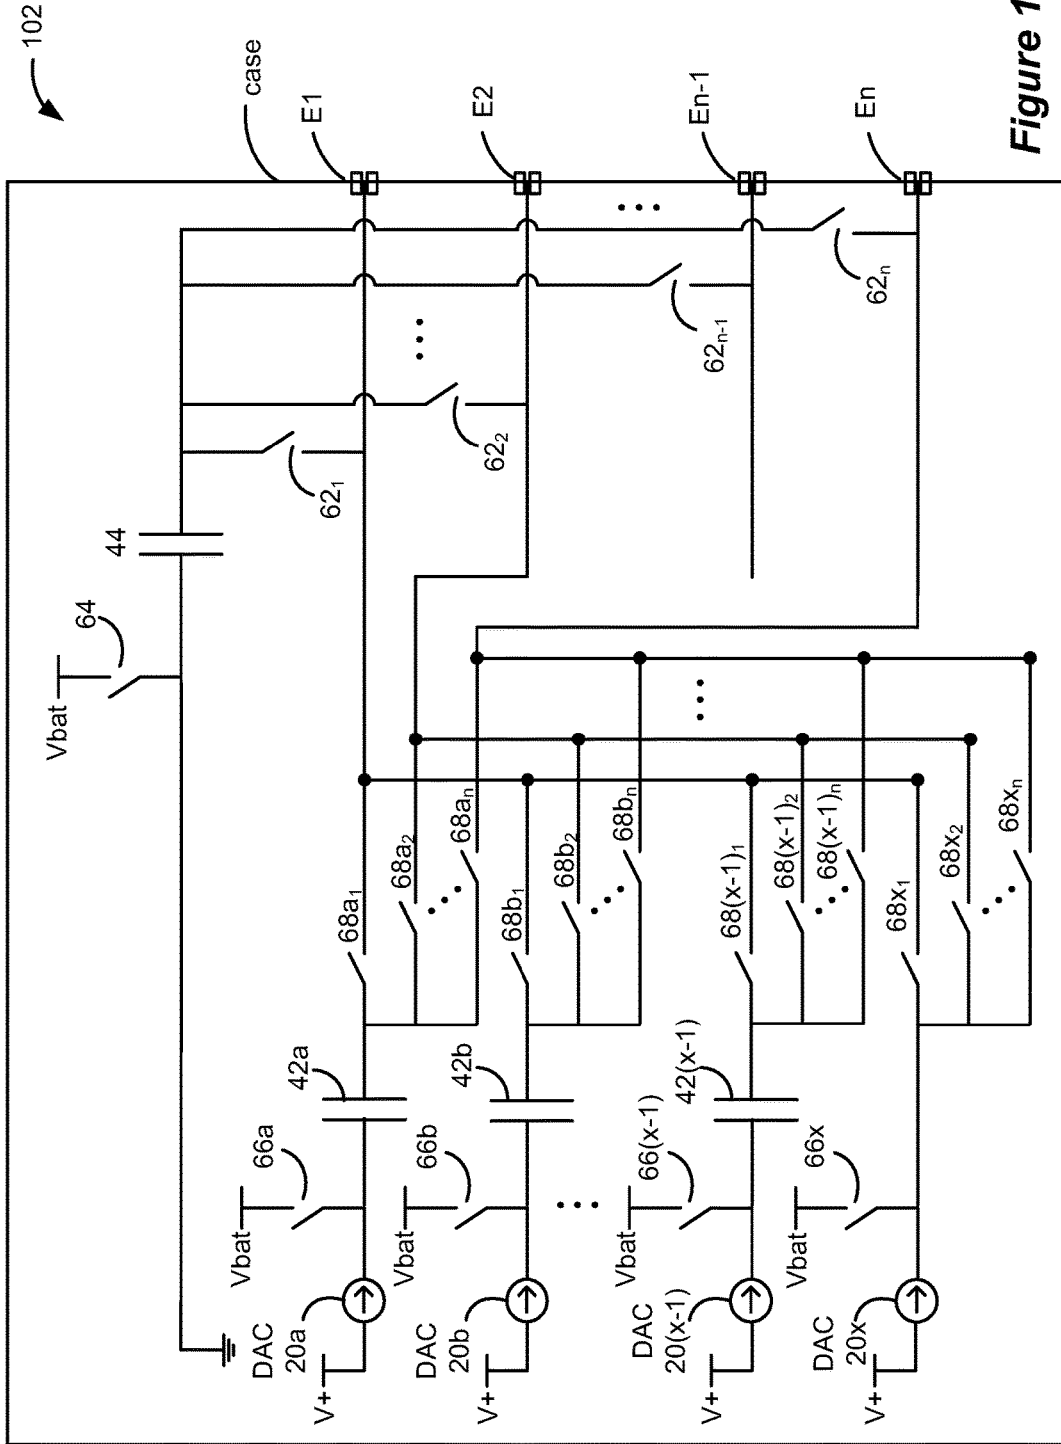 102
Vbat
64
44
case
E1
E2
En-1
En
62₁
62₂
62ₙ₋₁
62ₙ
Vbat
66a
42a
68a₁
68a₂
68aₙ
V+
DAC
20a
Vbat
66b
42b
68b₁
68b₂
68bₙ
V+
DAC
20b
Vbat
66(x-1)
42(x-1)
68(x-1)₁
68(x-1)₂
68(x-1)ₙ
V+
DAC
20(x-1)
Vbat
66x
68x₁
68x₂
68xₙ
V+
DAC
20x
Figure 1